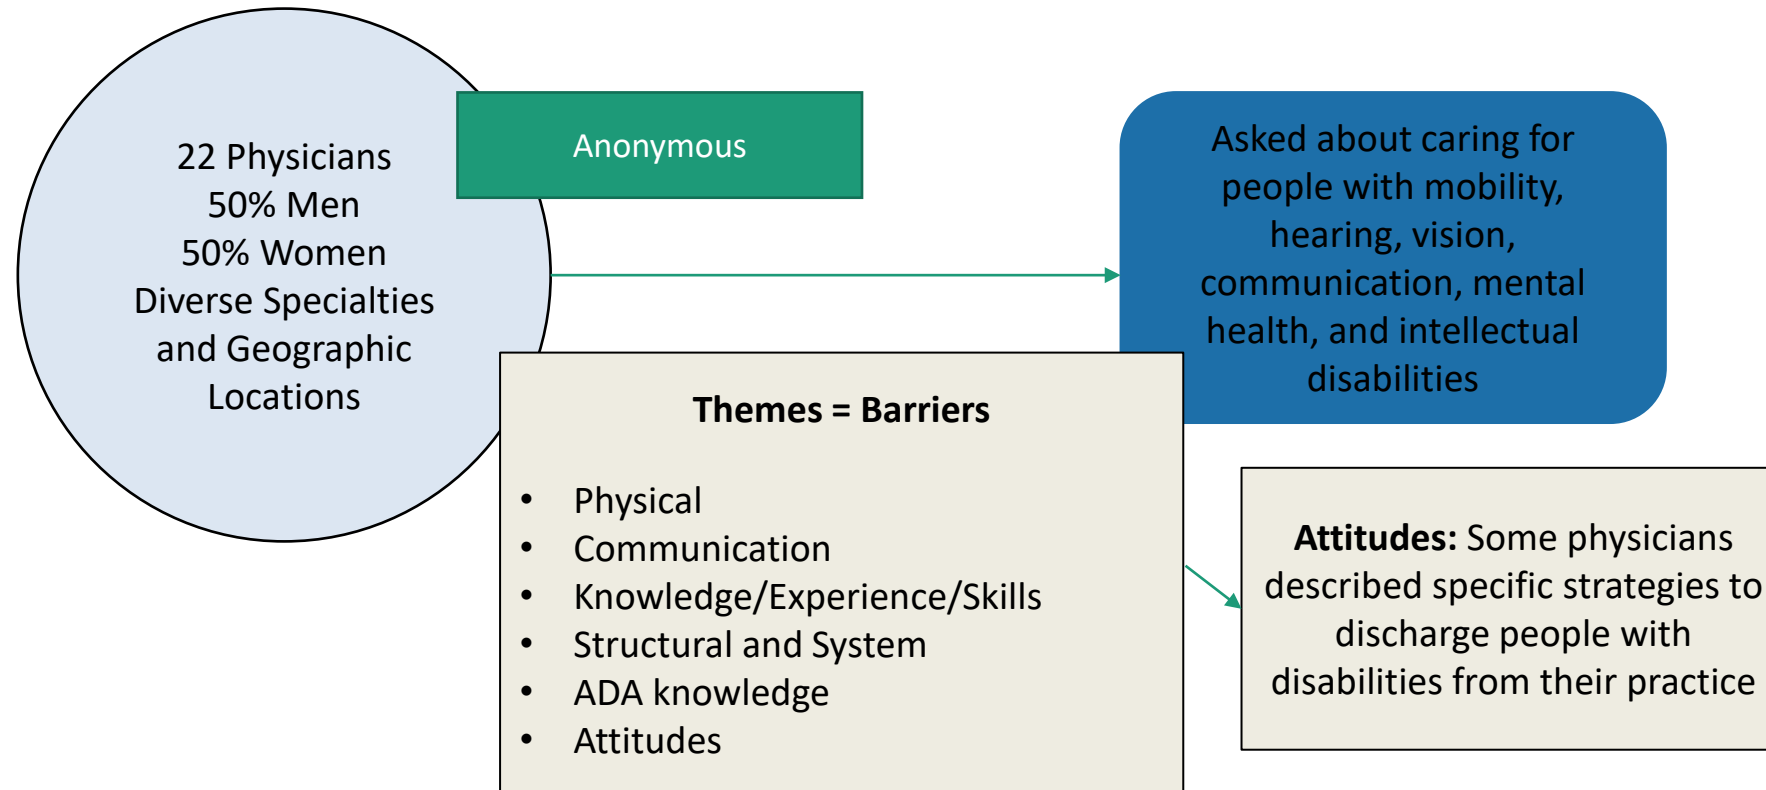 22 Physicians
50% Men
50% Women
Diverse Specialties
and Geographic
Locations
Anonymous
Asked about caring for
people with mobility,
hearing, vision,
communication, mental
health, and intellectual
disabilities
Themes = Barriers
• Physical
• Communication
• Knowledge/Experience/Skills
• Structural and System
• ADA knowledge
• Attitudes
Attitudes: Some physicians
described specific strategies to
discharge people with
disabilities from their practice